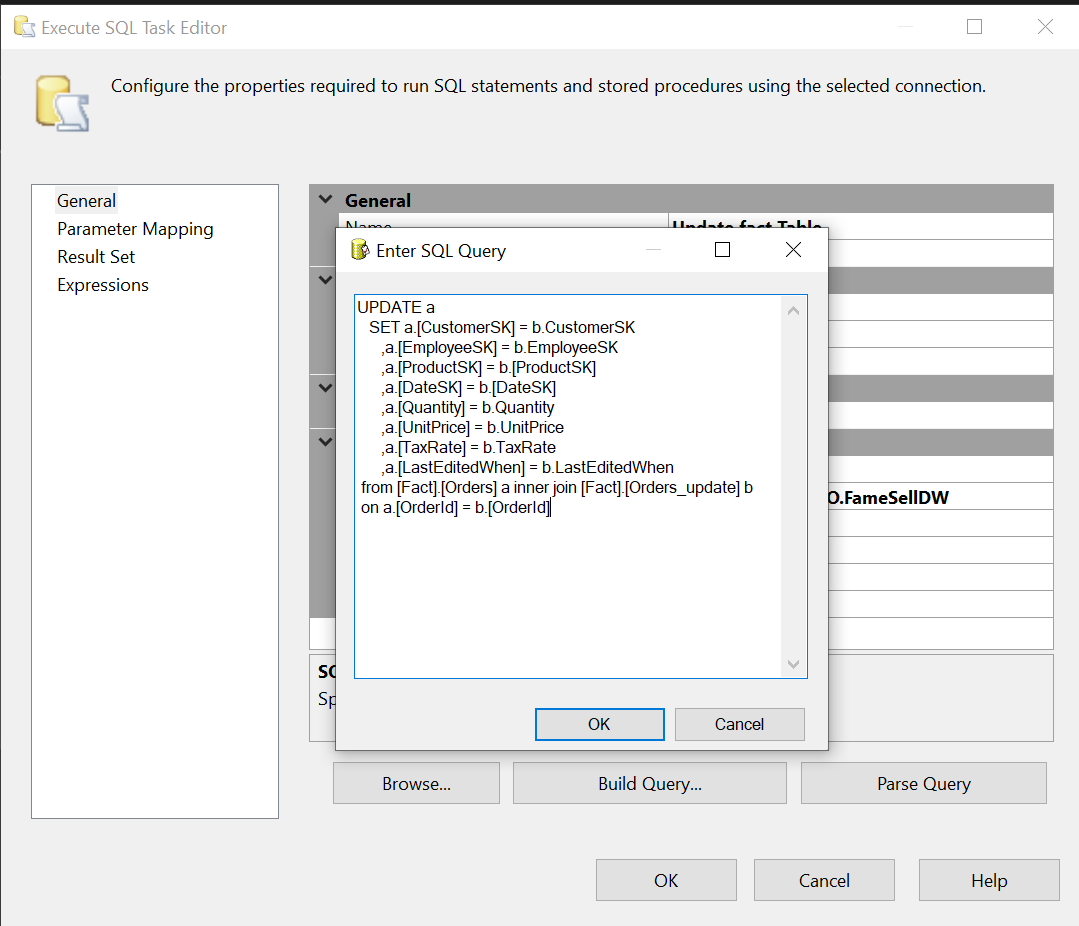 Execute SQL Task Editor
Configure the properties required to run SQL statements and stored procedures using the selected connection.
General
Parameter Mapping
Result Set
Expressions
General
Name
Update fact Table
Enter SQL Query
UPDATE a
SET a.[CustomerSK] = b.CustomerSK
,a.[EmployeeSK] = b.EmployeeSK
,a.[ProductSK] = b.[ProductSK]
,a.[DateSK] = b.[DateSK]
,a.[Quantity] = b.Quantity
,a.[UnitPrice] = b.UnitPrice
,a.[TaxRate] = b.TaxRate
,a.[LastEditedWhen] = b.LastEditedWhen
from [Fact].[Orders] a inner join [Fact].[Orders_update] b
on a.[OrderId] = b.[OrderId]
O.FameSellDW
OK
Cancel
Browse...
Build Query...
Parse Query
OK
Cancel
Help